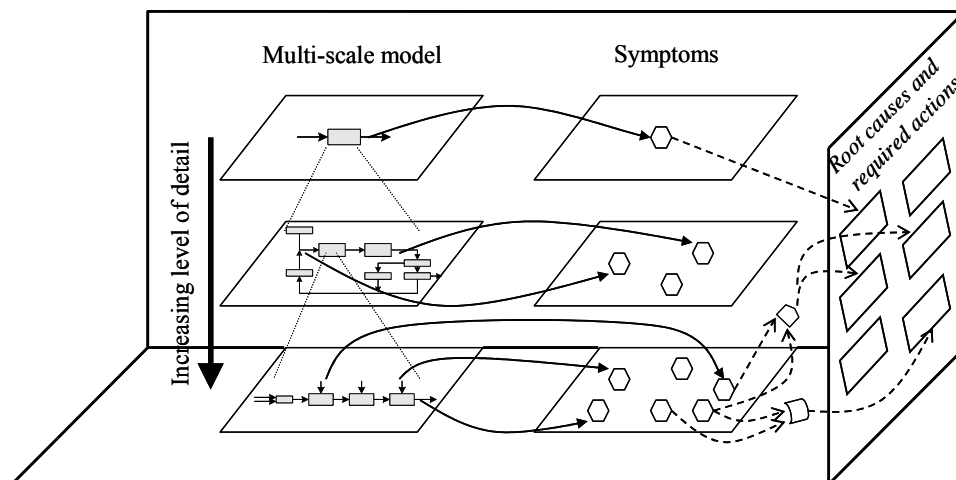 Multi-scale model
Symptoms
Increasing level of detail
Root causes and
required actions